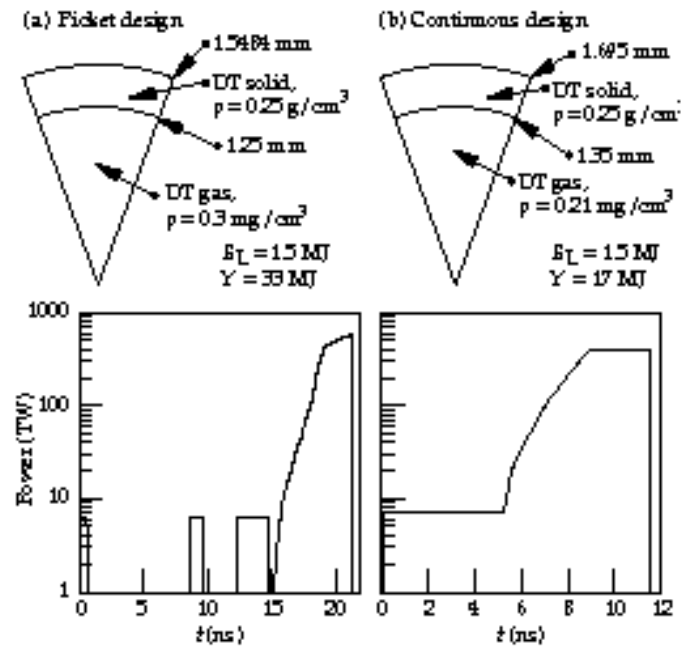 (a) Picket design
1.5484 mm
DT solid,
ρ = 0.25 g/cm³
1.25 mm
DT gas,
ρ = 0.3 mg/cm³
E_L = 1.5 MJ
Y = 33 MJ
(b) Continuous design
1.695 mm
DT solid,
ρ = 0.25 g/cm³
1.35 mm
DT gas,
ρ = 0.21 mg/cm³
E_L = 1.5 MJ
Y = 17 MJ
Power (TW)
1000
100
10
1
0 5 10 15 20
t (ns)
0 2 4 6 8 10 12
t (ns)